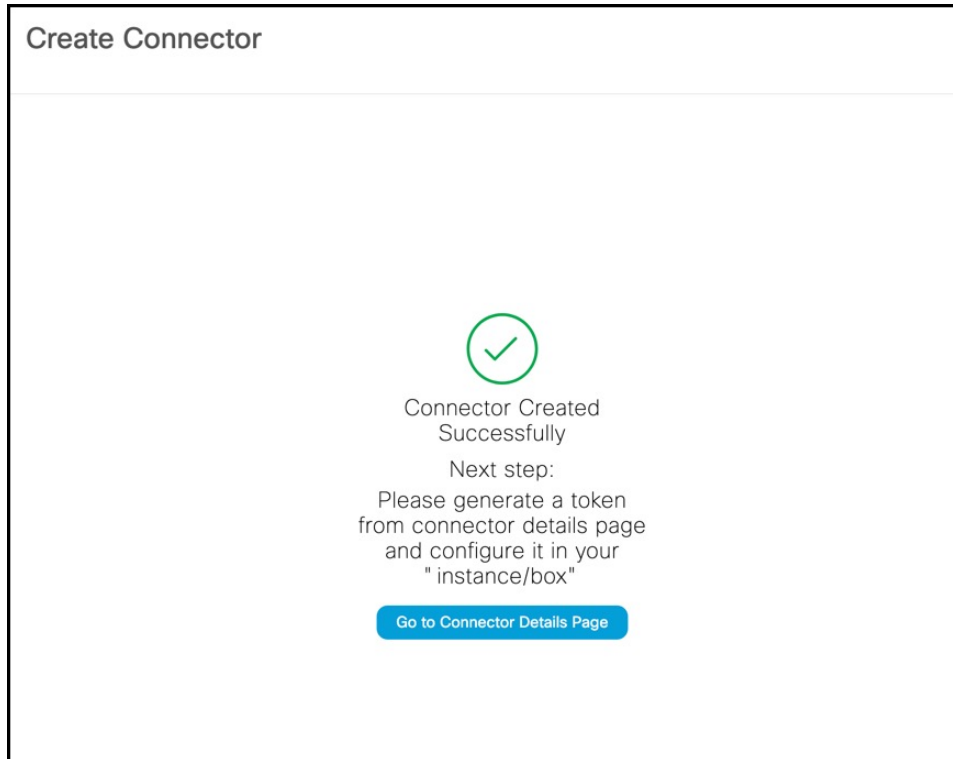 Create Connector
Connector Created
Successfully
Next step:
Please generate a token
from connector details page
and configure it in your
" instance/box"
Go to Connector Details Page